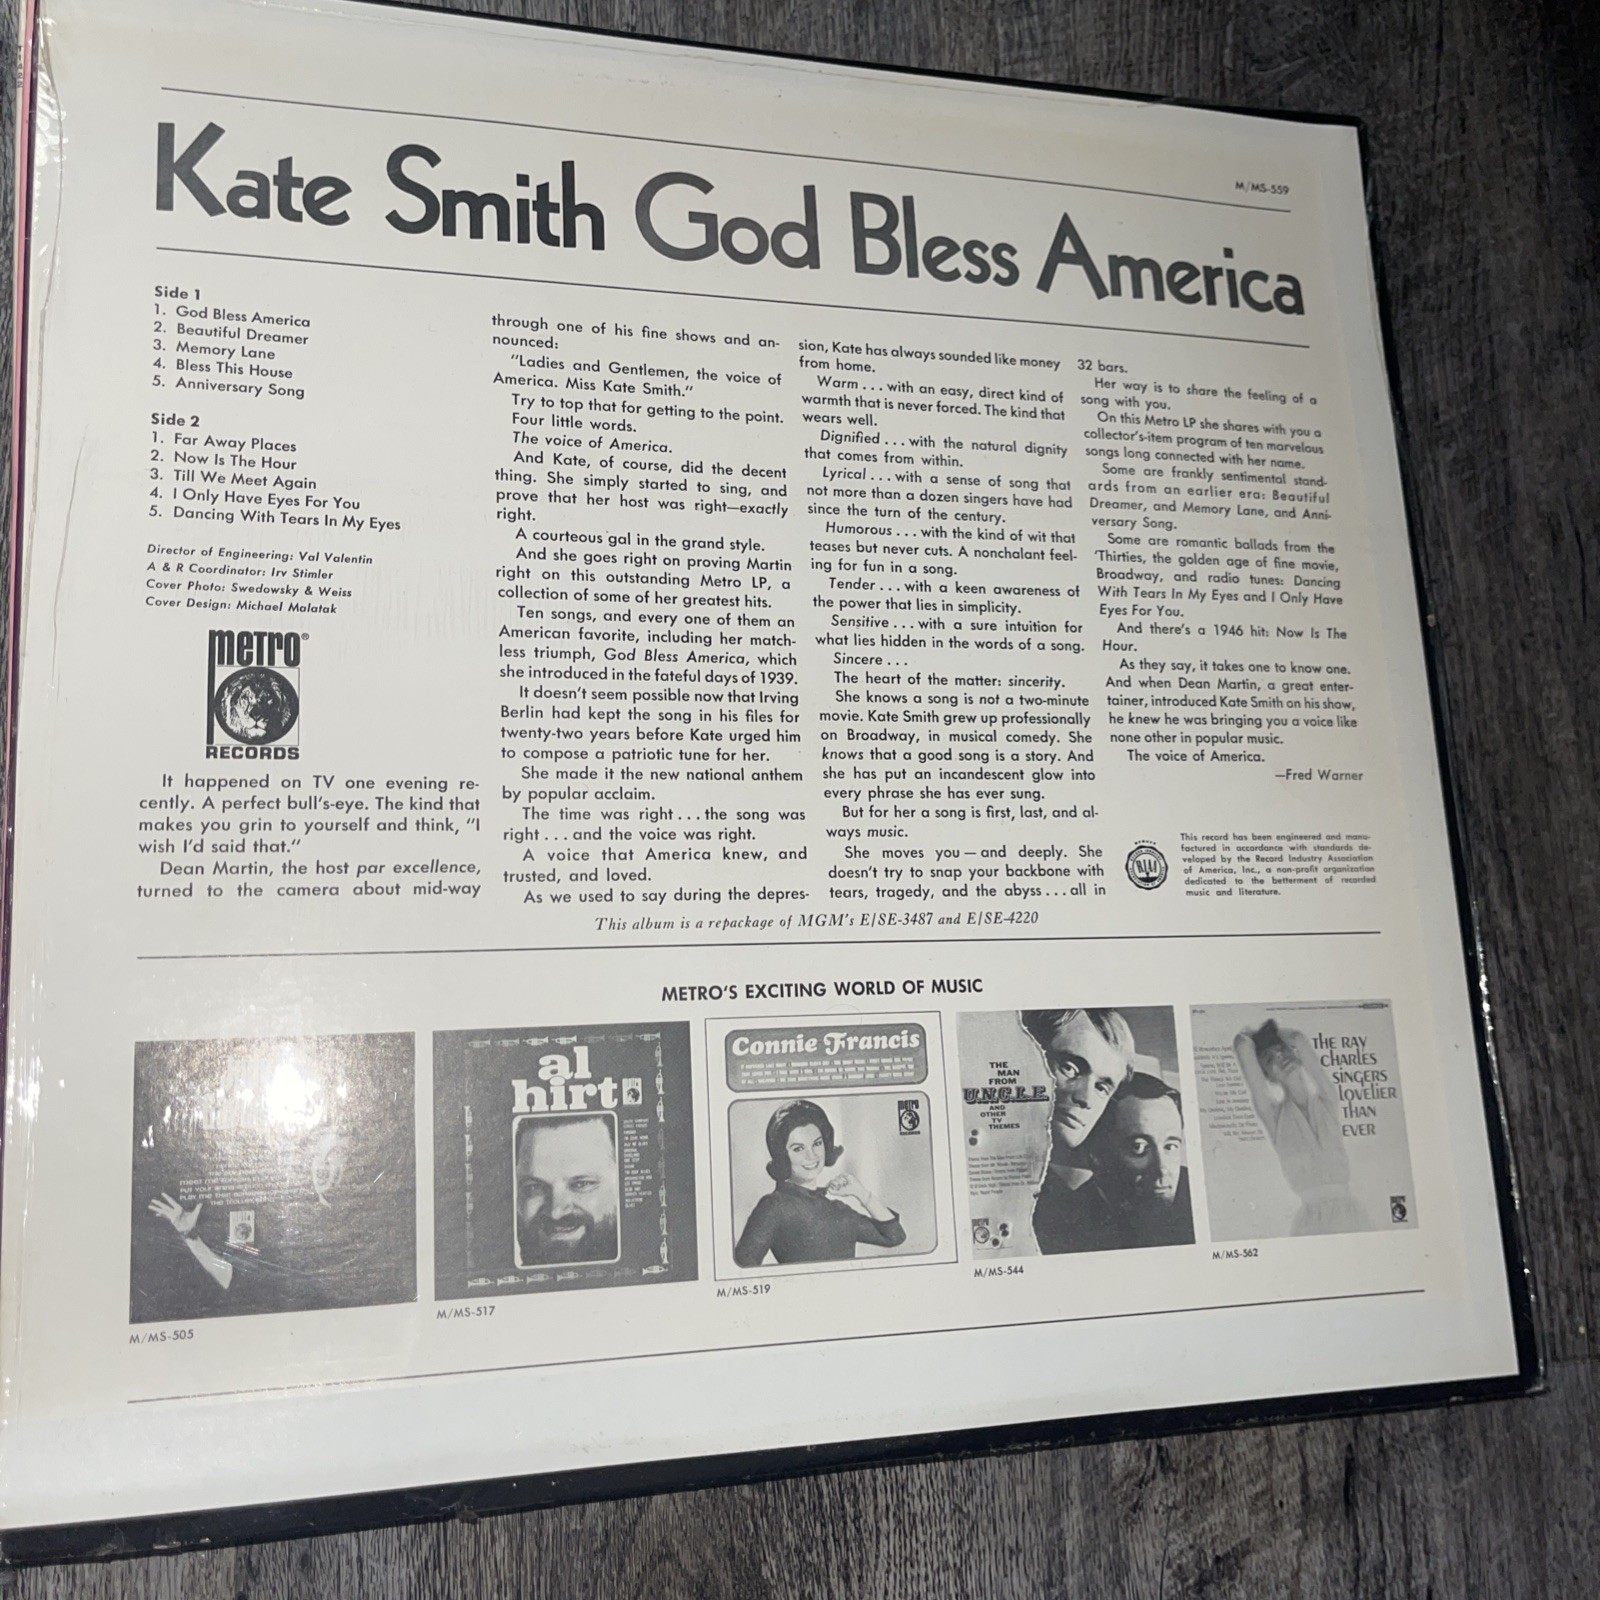 M/MS-559
Kate Smith God Bless America
Side 1
1. God Bless America
2. Beautiful Dreamer
3. Memory Lane
4. Bless This House
5. Anniversary Song
Side 2
1. Far Away Places
2. Now Is The Hour
3. Till We Meet Again
4. I Only Have Eyes For You
5. Dancing With Tears In My Eyes
Director of Engineering: Val Valentin
A & R Coordinator: Irv Stimler
Cover Photo: Swedowsky & Weiss
Cover Design: Michael Malatak
METRO®
RECORDS
It happened on TV one evening re-
cently. A perfect bull's-eye. The kind that
makes you grin to yourself and think, "I
wish I'd said that."
Dean Martin, the host par excellence,
turned to the camera about mid-way
through one of his fine shows and an-
nounced:
"Ladies and Gentlemen, the voice of
America. Miss Kate Smith."
Try to top that for getting to the point.
Four little words.
The voice of America.
And Kate, of course, did the decent
thing. She simply started to sing, and
prove that her host was right—exactly
right.
A courteous gal in the grand style.
And she goes right on proving Martin
right on this outstanding Metro LP, a
collection of some of her greatest hits.
Ten songs, and every one of them an
American favorite, including her match-
less triumph, God Bless America, which
she introduced in the fateful days of 1939.
It doesn't seem possible now that Irving
Berlin had kept the song in his files for
twenty-two years before Kate urged him
to compose a patriotic tune for her.
She made it the new national anthem
by popular acclaim.
The time was right . . . the song was
right . . . and the voice was right.
A voice that America knew, and
trusted, and loved.
As we used to say during the depres-
sion, Kate has always sounded like money
from home.
Warm . . . with an easy, direct kind of
warmth that is never forced. The kind that
wears well.
Dignified . . . with the natural dignity
that comes from within.
Lyrical . . . with a sense of song that
not more than a dozen singers have had
since the turn of the century.
Humorous . . . with the kind of wit that
teases but never cuts. A nonchalant feel-
ing for fun in a song.
Tender . . . with a keen awareness of
the power that lies in simplicity.
Sensitive . . . with a sure intuition for
what lies hidden in the words of a song.
Sincere . . .
The heart of the matter: sincerity.
She knows a song is not a two-minute
movie. Kate Smith grew up professionally
on Broadway, in musical comedy. She
knows that a good song is a story. And
she has put an incandescent glow into
every phrase she has ever sung.
But for her a song is first, last, and al-
ways music.
She moves you — and deeply. She
doesn't try to snap your backbone with
tears, tragedy, and the abyss . . . all in
32 bars.
Her way is to share the feeling of a
song with you.
On this Metro LP she shares with you a
collector's-item program of ten marvelous
songs long connected with her name.
Some are frankly sentimental stand-
ards from an earlier era: Beautiful
Dreamer, and Memory Lane, and Anni-
versary Song.
Some are romantic ballads from the
'Thirties, the golden age of fine movie,
Broadway, and radio tunes: Dancing
With Tears In My Eyes and I Only Have
Eyes For You.
And there's a 1946 hit: Now Is The
Hour.
As they say, it takes one to know one.
And when Dean Martin, a great enter-
tainer, introduced Kate Smith on his show,
he knew he was bringing you a voice like
none other in popular music.
The voice of America.
—Fred Warner
RIAA
This record has been engineered and manu-
factured in accordance with standards de-
veloped by the Record Industry Association
of America, Inc., a non-profit organization
dedicated to the betterment of recorded
music and literature.
This album is a repackage of MGM's E/SE-3487 and E/SE-4220
METRO'S EXCITING WORLD OF MUSIC
M/MS-505
al
hirt
M/MS-517
Connie Francis
METRO
RECORDS
M/MS-519
THE
MAN
FROM
U.N.C.L.E.
AND
OTHER
TV
THEMES
METRO
M/MS-544
THE RAY
CHARLES
SINGERS
LOVELIER
THAN
EVER
M/MS-562